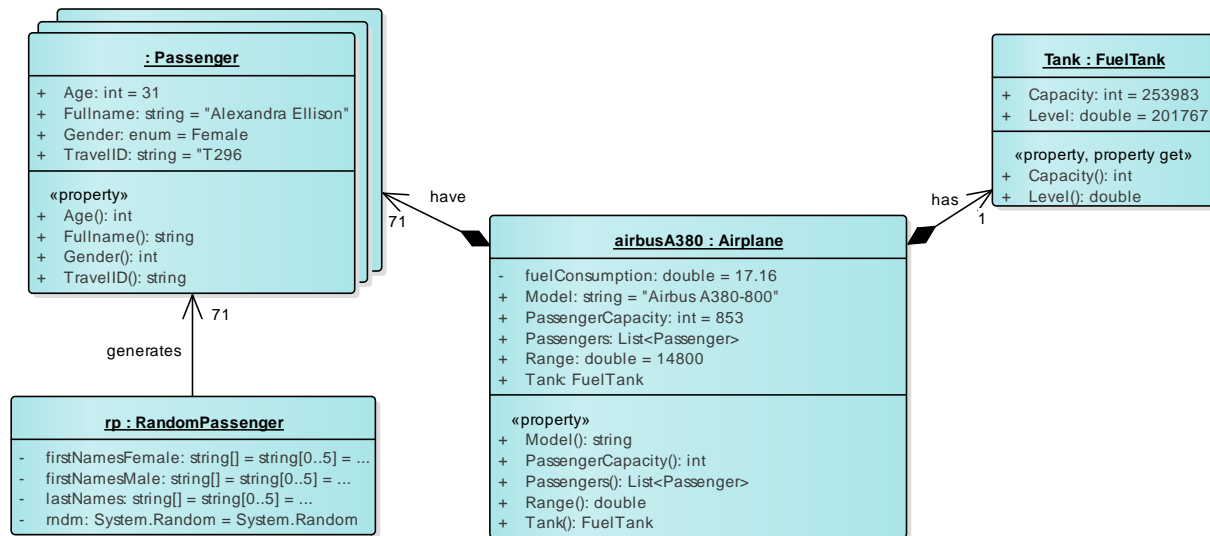 : Passenger
+ Age: int = 31
+ Fullname: string = "Alexandra Ellison"
+ Gender: enum = Female
+ TravelID: string = "T296
«property»
+ Age(): int
+ Fullname(): string
+ Gender(): int
+ TravelID(): string
71
generates
rp : RandomPassenger
- firstNamesFemale: string[] = string[0..5] = ...
- firstNamesMale: string[] = string[0..5] = ...
- lastNames: string[] = string[0..5] = ...
- rndm: System.Random = System.Random
have
71
airbusA380 : Airplane
- fuelConsumption: double = 17.16
+ Model: string = "Airbus A380-800"
+ PassengerCapacity: int = 853
+ Passengers: List<Passenger>
+ Range: double = 14800
+ Tank: FuelTank
«property»
+ Model(): string
+ PassengerCapacity(): int
+ Passengers(): List<Passenger>
+ Range(): double
+ Tank(): FuelTank
has
1
Tank : FuelTank
+ Capacity: int = 253983
+ Level: double = 201767
«property, property get»
+ Capacity(): int
+ Level(): double